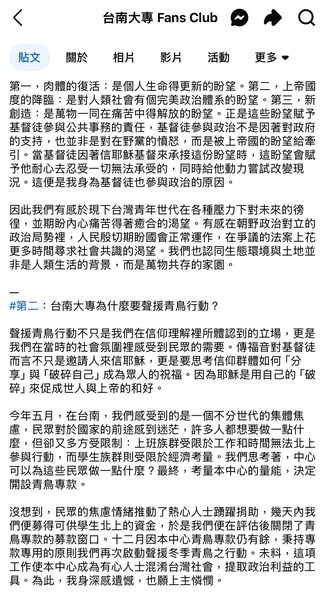 台南大專 Fans Club
貼文 關於 相片 影片 活動 更多
第一，肉體的復活：是個人生命得更新的盼望。第二，上帝國
度的降臨：是對人類社會有個完美政治體系的盼望。第三，新
創造：是萬物一同在痛苦中得解放的盼望。正是這些盼望賦予
基督徒參與公共事務的責任，基督徒參與政治不是因著對政府
的支持，也並非是對在野黨的憤怒，而是被上帝國的盼望給牽
引。當基督徒因著信耶穌基督來承接這份盼望時，這盼望會賦
予他耐心去忍受一切無法承受的，同時給他動力嘗試改變現
況。這便是我身為基督徒也參與政治的原因。
因此我們有感於現下台灣青年世代在各種壓力下對未來的徬
徨，並期盼內心痛苦得著癒合的渴望。有感在朝野政治對立的
政治局勢裡，人民殷切期盼國會正常運作，在爭議的法案上花
更多時間尋求社會共識的渴望。我們也認同生態環境與土地並
非是人類生活的背景，而是萬物共存的家園。
—
#第二：台南大專為什麼要聲援青鳥行動？
聲援青鳥行動不只是我們在信仰理解裡所體認到的立場，更是
我們在當時的社會氛圍裡感受到民眾的需要。傳福音對基督徒
而言不只是邀請人來信耶穌，更是要思考信仰群體如何「分
享」與「破碎自己」成為眾人的祝福。因為耶穌是用自己的「破
碎」來促成世人與上帝的和好。
今年五月，在台南，我們感受到的是一個不分世代的集體焦
慮，民眾對於國家的前途感到迷茫，許多人都想要做一點什
麼，但卻又多方受限制：上班族群受限於工作和時間無法北上
參與行動，而學生族群則受限於經濟考量。我們思考著，中心
可以為這些民眾做一點什麼？最終，考量本中心的量能，決定
開設青鳥專款。
沒想到，民眾的焦慮情緒推動了熱心人士踴躍捐助，幾天內我
們便募得可供學生北上的資金，於是我們便在評估後關閉了青
鳥專款的募款窗口。十二月因本中心青鳥專款仍有餘，秉持專
款專用的原則我們再次啟動聲援冬季青鳥之行動。未料，這項
工作使本中心成為有心人士混淆台灣社會，提取政治利益的工
具。為此，我身深感遺憾，也願上主憐憫。